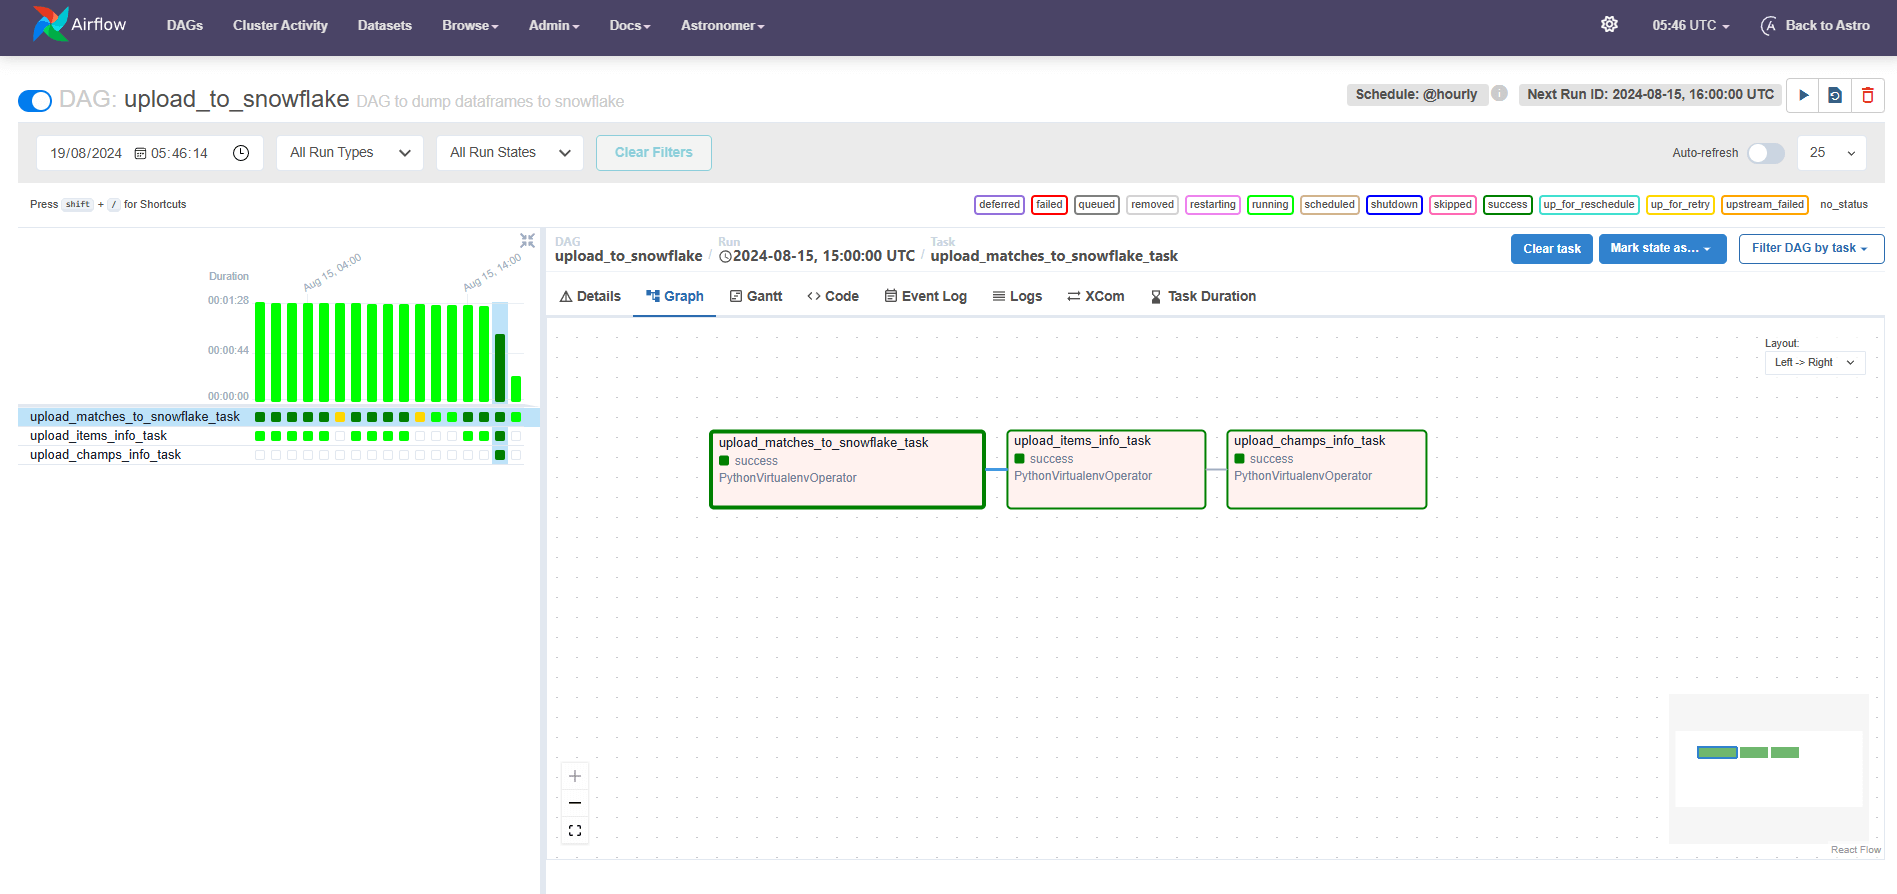 Airflow
DAGs
Cluster Activity
Datasets
Browse
Admin
Docs
Astronomer
05:46 UTC
Back to Astro
DAG: upload_to_snowflake DAG to dump dataframes to snowflake
Schedule: @hourly
i
Next Run ID: 2024-08-15, 16:00:00 UTC
19/08/2024 05:46:14
All Run Types
All Run States
Clear Filters
Auto-refresh
25
Press shift + / for Shortcuts
deferred
failed
queued
removed
restarting
running
scheduled
shutdown
skipped
success
up_for_reschedule
up_for_retry
upstream_failed
no_status
Duration
00:01:28
00:00:44
00:00:00
Aug 15, 04:00
Aug 15, 14:00
upload_matches_to_snowflake_task
upload_items_info_task
upload_champs_info_task
DAG
upload_to_snowflake
/
Run
2024-08-15, 15:00:00 UTC
/
Task
upload_matches_to_snowflake_task
Clear task
Mark state as...
Filter DAG by task
Details
Graph
Gantt
Code
Event Log
Logs
XCom
Task Duration
Layout:
Left -> Right
upload_matches_to_snowflake_task
success
PythonVirtualenvOperator
upload_items_info_task
success
PythonVirtualenvOperator
upload_champs_info_task
success
PythonVirtualenvOperator
React Flow